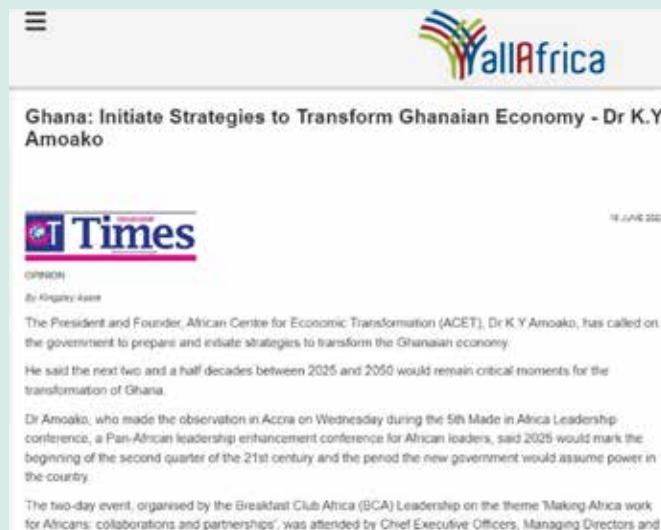 allAfrica
Ghana: Initiate Strategies to Transform Ghanaian Economy - Dr K.Y
Amoako
Times
OPINION
By Kingsley Asare
The President and Founder, African Centre for Economic Transformation (ACET), Dr K.Y Amoako, has called on
the government to prepare and initiate strategies to transform the Ghanaian economy.
He said the next two and a half decades between 2025 and 2050 would remain critical moments for the
transformation of Ghana.
Dr Amoako, who made the observation in Accra on Wednesday during the 5th Made in Africa Leadership
conference, a Pan-African leadership enhancement conference for African leaders, said 2025 would mark the
beginning of the second quarter of the 21st century and the period the new government would assume power in
the country.
The two-day event, organised by the Breakfast Club Africa (BCA) Leadership on the theme 'Making Africa work
for Africans: collaborations and partnerships', was attended by Chief Executive Officers, Managing Directors and